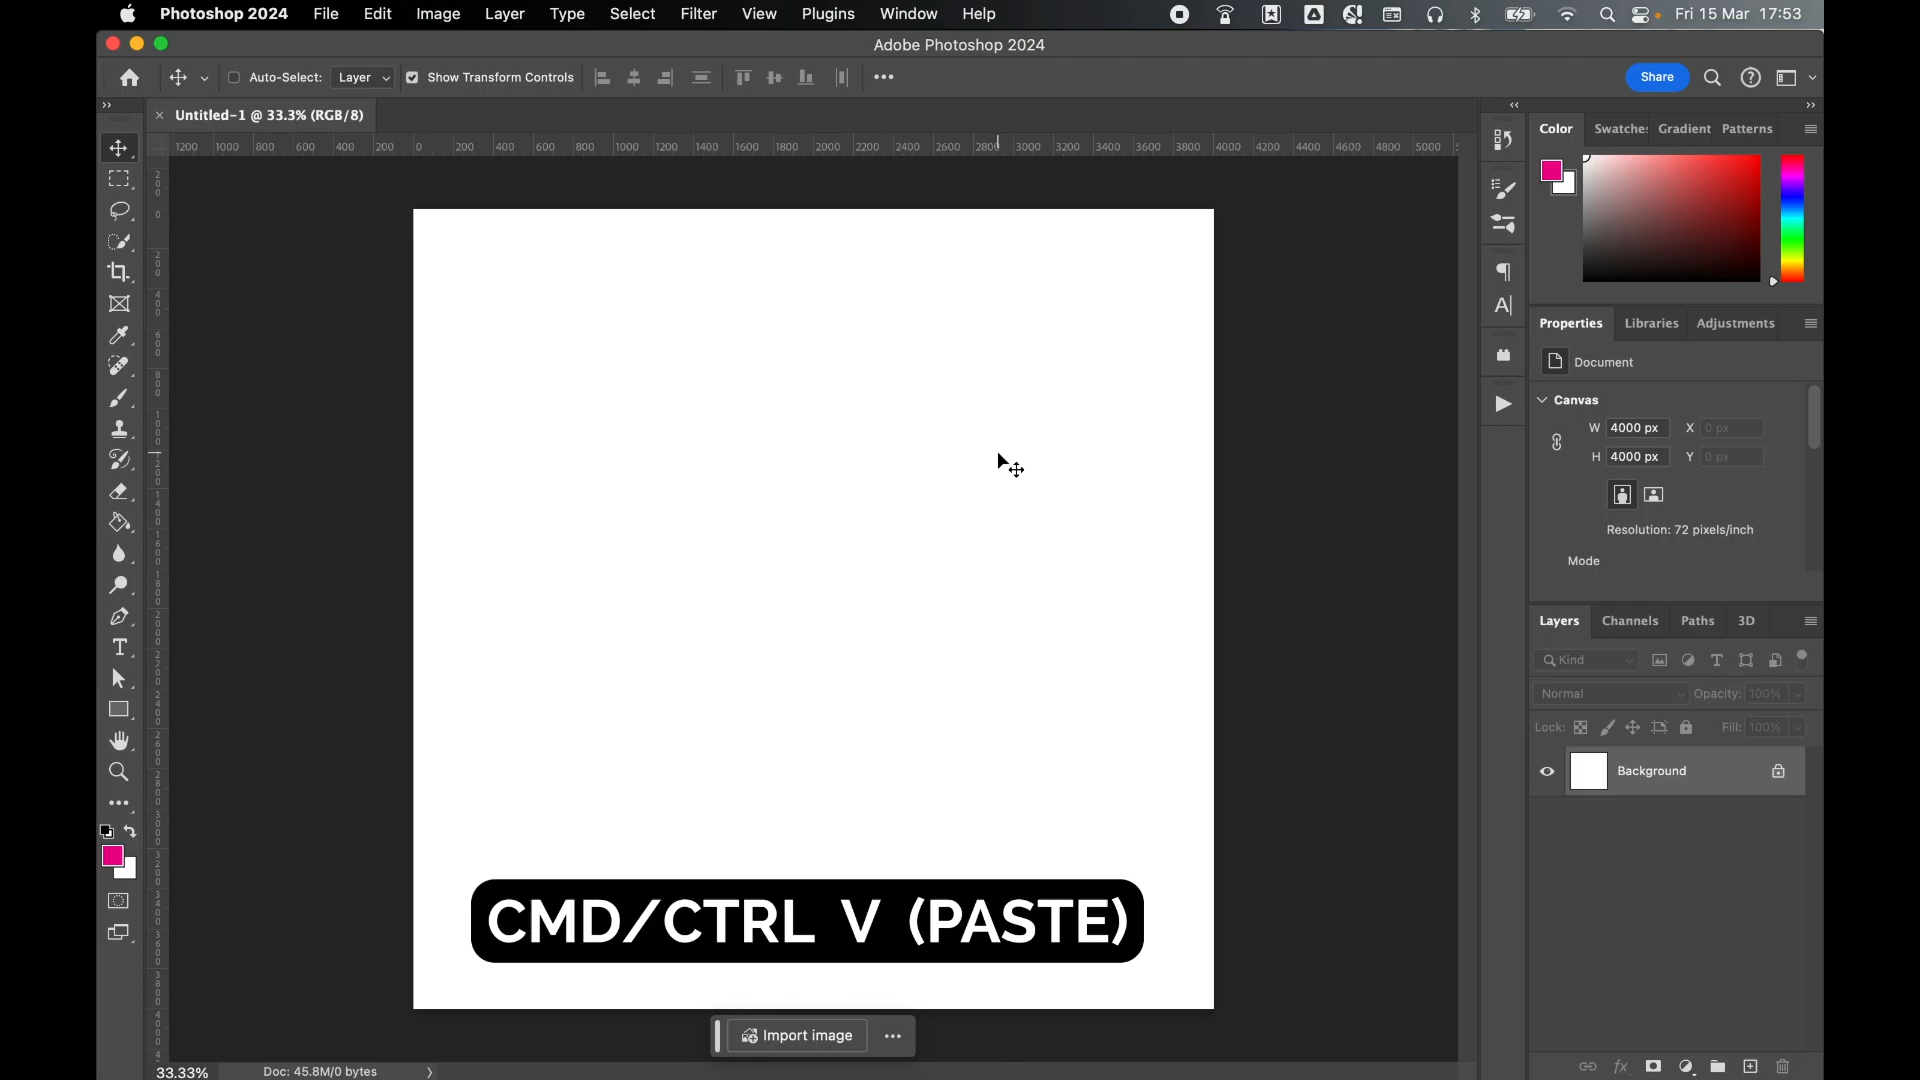 Photoshop 2024 File Edit Image Layer Type Select Filter View Plugins Window Help Fri 15 Mar 17:53
Adobe Photoshop 2024
Auto-Select: Layer Show Transform Controls Share
Untitled-1 @ 33.3% (RGB/8)
1200 1000 800 600 400 200 0 200 400 600 800 1000 1200 1400 1600 1800 2000 2200 2400 2600 2800 3000 3200 3400 3600 3800 4000 4200 4400 4600 4800 5000
Color Swatche Gradient Patterns
Properties Libraries Adjustments
Document
Canvas
W 4000 px X 0 px
H 4000 px Y 0 px
Resolution: 72 pixels/inch
Mode
Layers Channels Paths 3D
Kind
Normal Opacity: 100%
Lock: Fill: 100%
Background
CMD/CTRL V (PASTE)
Import image
33.33% Doc: 45.8M/0 bytes